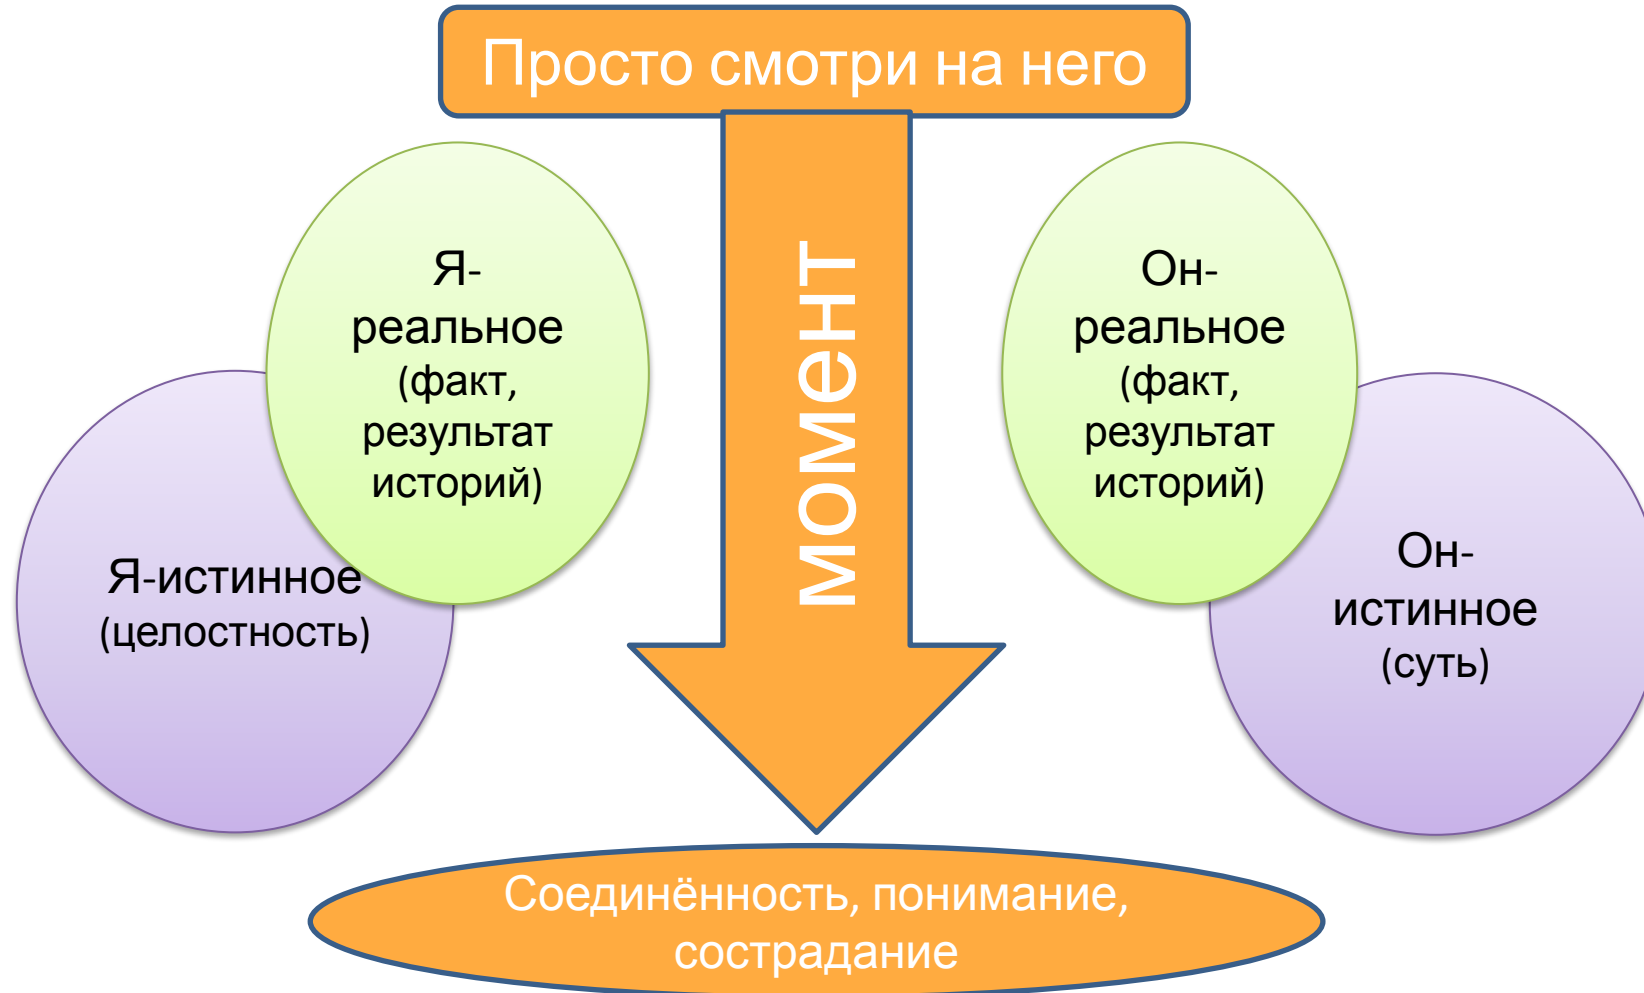 Просто смотри на него
Я-
реальное
(факт,
результат
историй)
Я-истинное
(целостность)
момент
Он-
реальное
(факт,
результат
историй)
Он-
истинное
(суть)
Соединённость, понимание,
сострадание